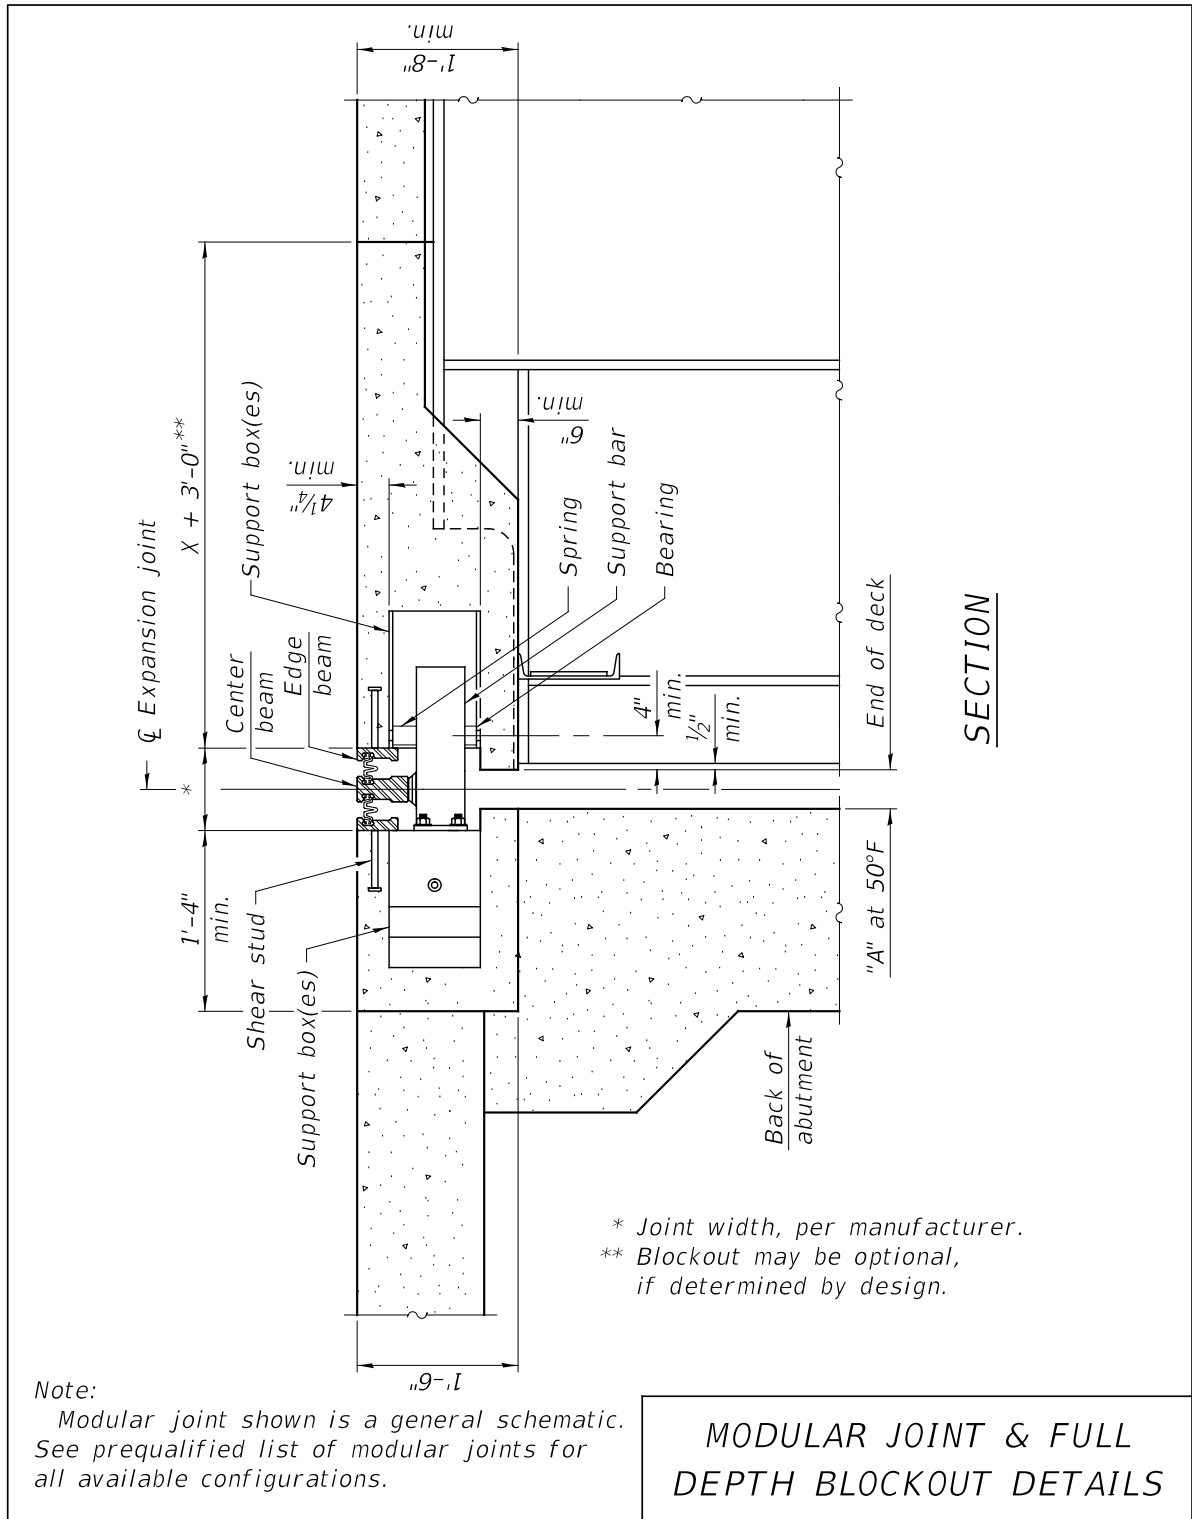 1'-8"
min.
X + 3'-0"**
Support box(es)
4¼"
min.
6"
min.
℄ Expansion joint
Center
beam
Edge
beam
Spring
Support bar
Bearing
*
4"
min.
½"
min.
End of deck
SECTION
1'-4"
min.
Shear stud
Support box(es)
"A" at 50°F
Back of
abutment
1'-6"
* Joint width, per manufacturer.
** Blockout may be optional,
if determined by design.
Note:
Modular joint shown is a general schematic.
See prequalified list of modular joints for
all available configurations.
MODULAR JOINT & FULL
DEPTH BLOCKOUT DETAILS